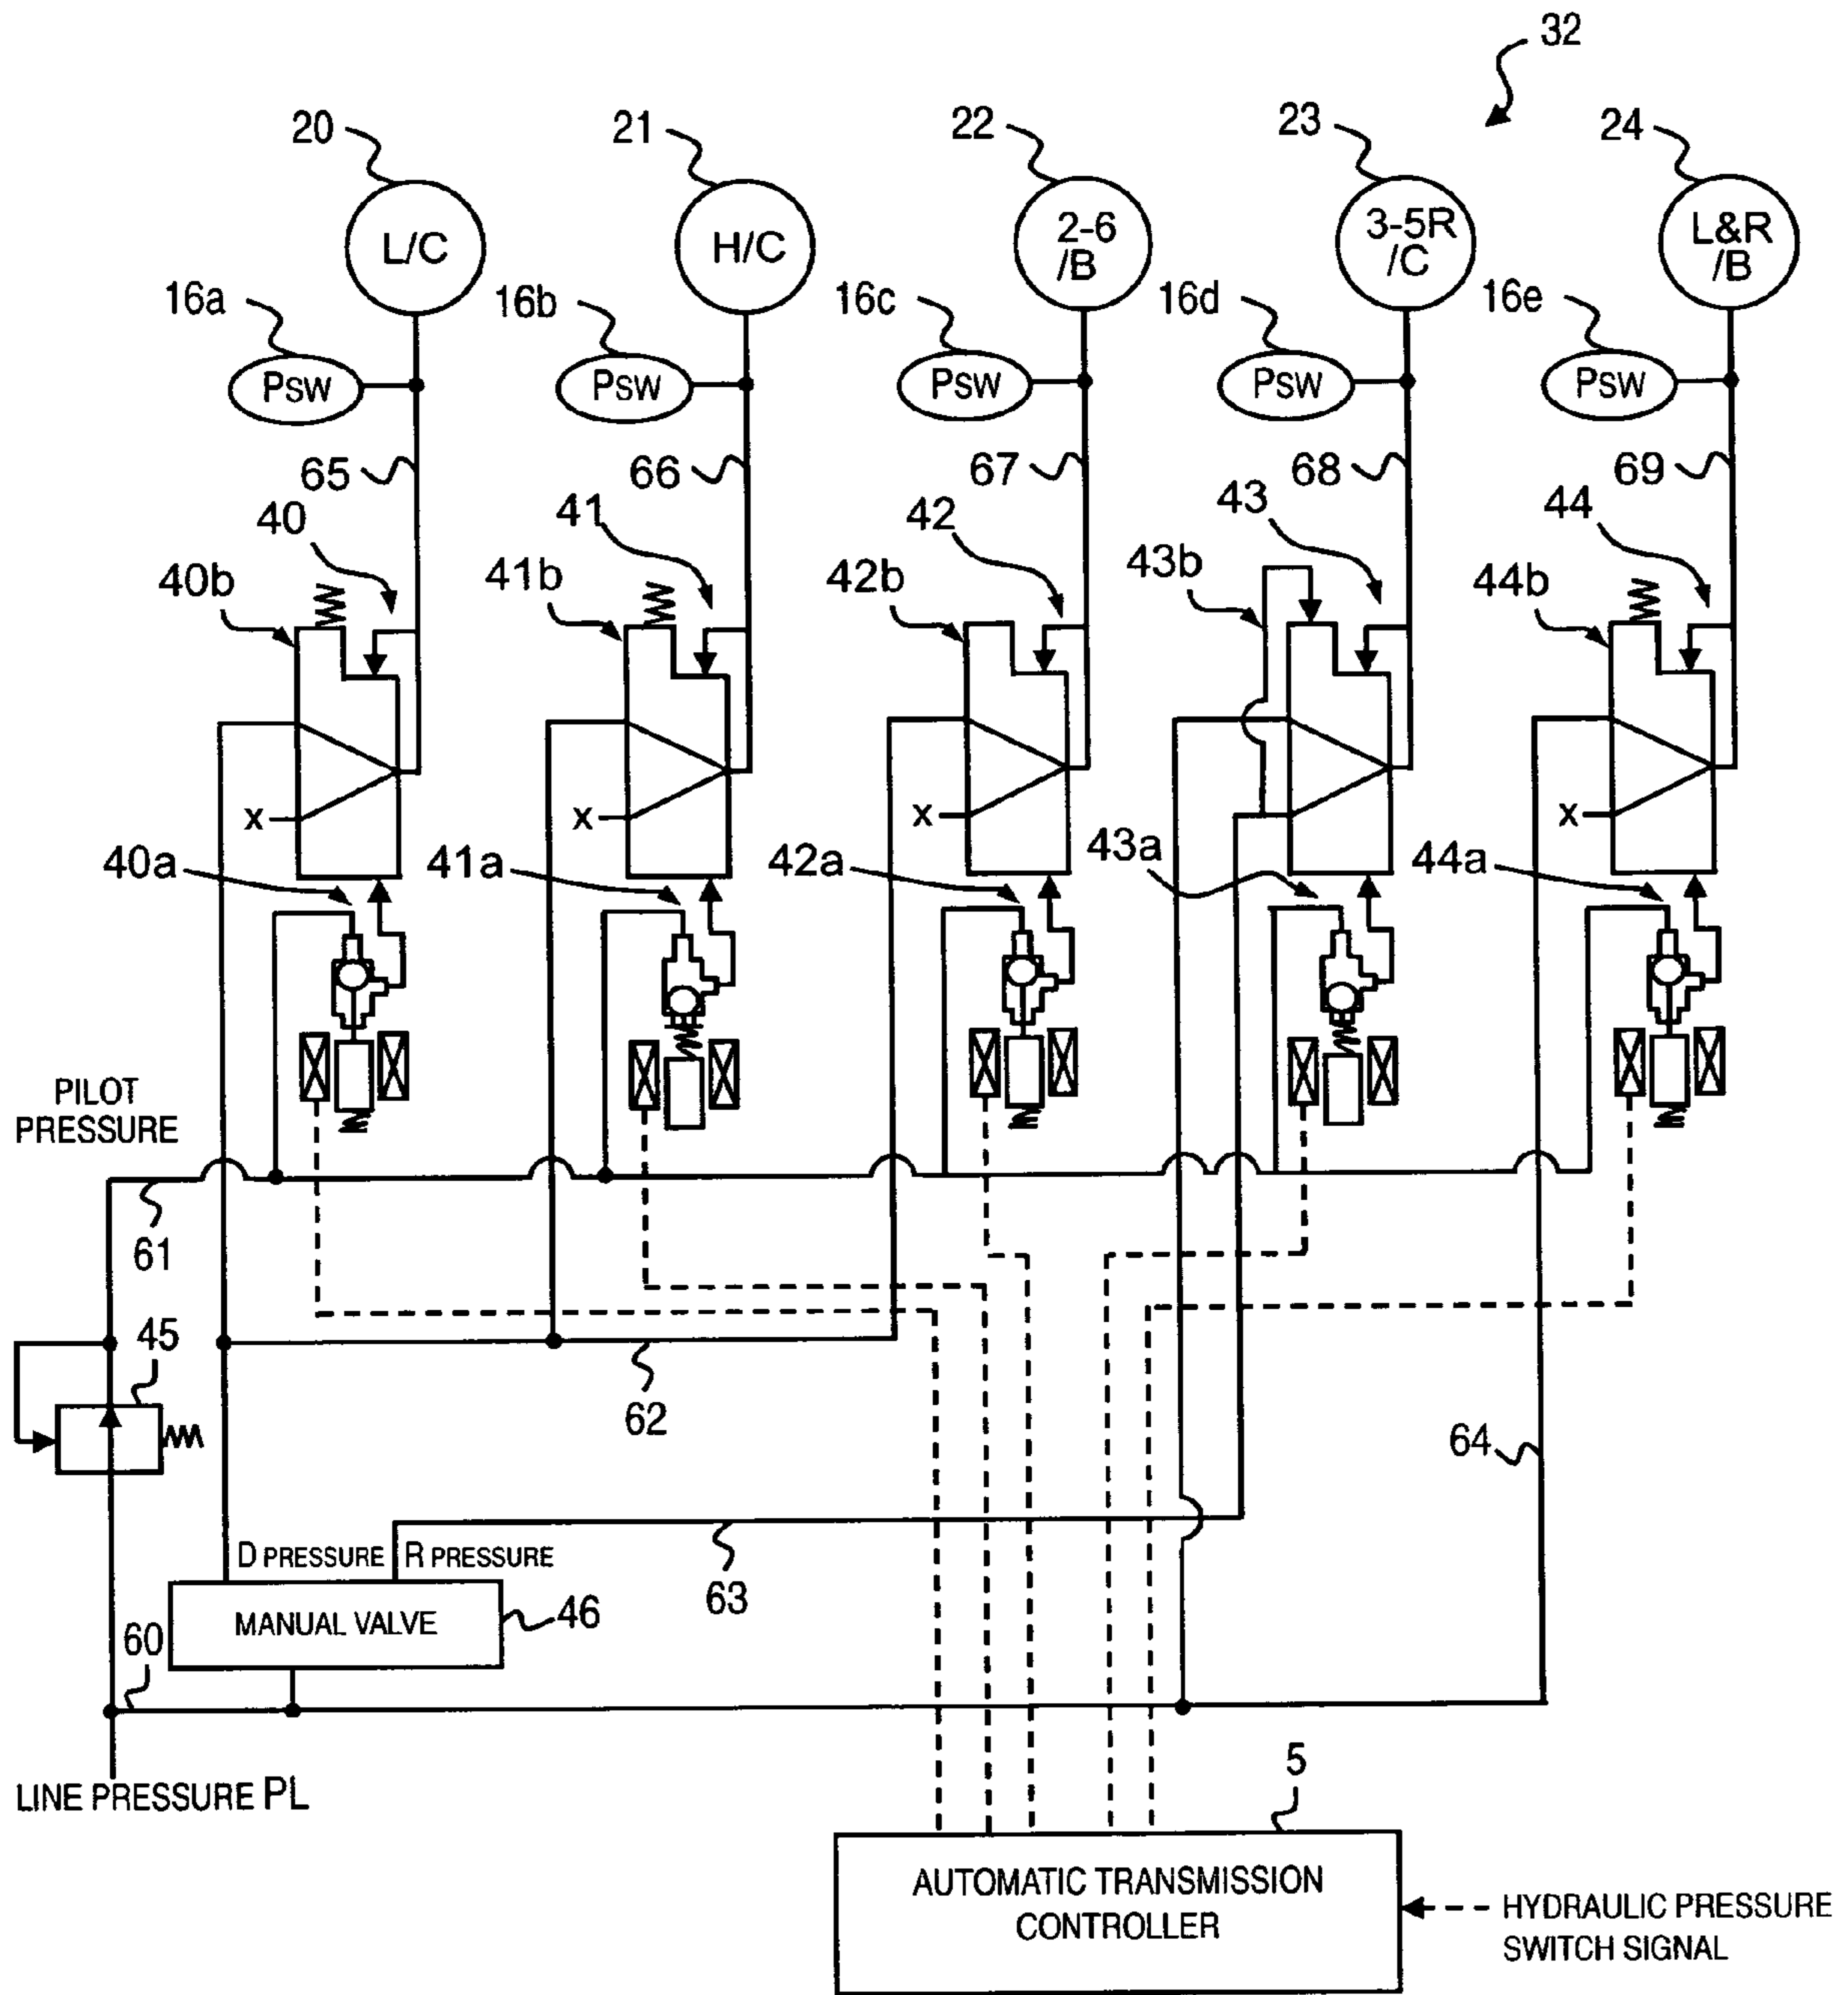 32
20 21 22 23 24
L/C H/C 2-6 /B 3-5R /C L&R /B
16a 16b 16c 16d 16e
PSW PSW PSW PSW PSW
65 66 67 68 69
40 41 42 43 44
40b 41b 42b 43b 44b
x x x x
40a 41a 42a 43a 44a
PILOT
PRESSURE
61
45
62
64
D PRESSURE R PRESSURE
63
MANUAL VALVE
46
60
LINE PRESSURE PL
5
AUTOMATIC TRANSMISSION
CONTROLLER
HYDRAULIC PRESSURE
SWITCH SIGNAL